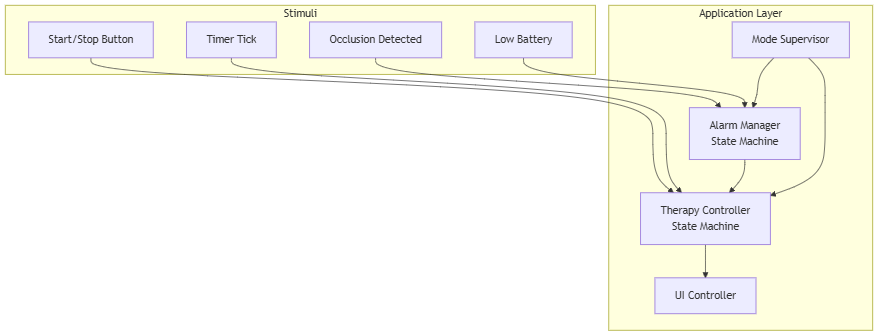 Stimuli
Start/Stop Button
Timer Tick
Occlusion Detected
Low Battery
Application Layer
Mode Supervisor
Alarm Manager
State Machine
Therapy Controller
State Machine
UI Controller